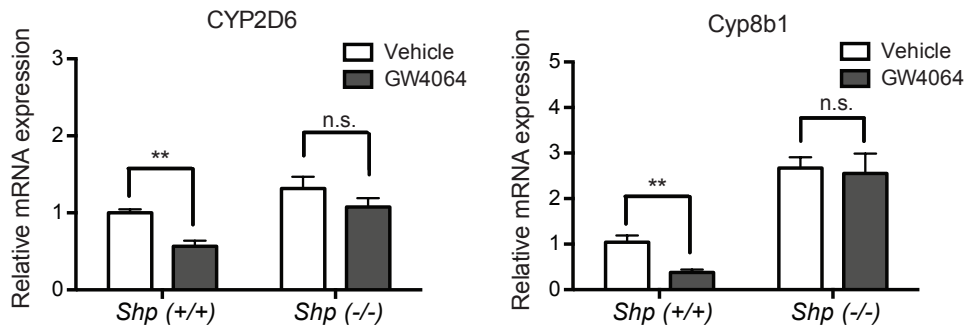 CYP2D6
Relative mRNA expression
3
2
1
0
Vehicle
GW4064
**
n.s.
Shp (+/+)
Shp (-/-)
Cyp8b1
Relative mRNA expression
5
4
3
2
1
0
Vehicle
GW4064
**
n.s.
Shp (+/+)
Shp (-/-)